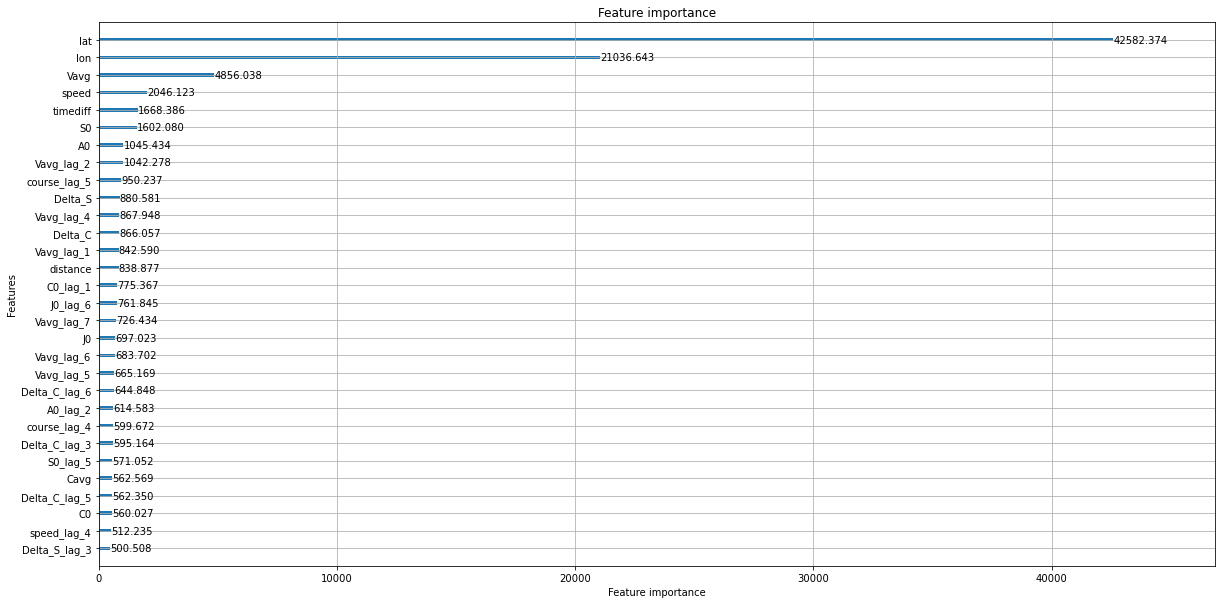 Feature importance
lat 42582.374
lon 21036.643
Vavg 4856.038
speed 2046.123
timediff 1668.386
S0 1602.080
A0 1045.434
Vavg_lag_2 1042.278
course_lag_5 950.237
Delta_S 880.581
Vavg_lag_4 867.948
Delta_C 866.057
Vavg_lag_1 842.590
distance 838.877
C0_lag_1 775.367
J0_lag_6 761.845
Vavg_lag_7 726.434
J0 697.023
Vavg_lag_6 683.702
Vavg_lag_5 665.169
Delta_C_lag_6 644.848
A0_lag_2 614.583
course_lag_4 599.672
Delta_C_lag_3 595.164
S0_lag_5 571.052
Cavg 562.569
Delta_C_lag_5 562.350
C0 560.027
speed_lag_4 512.235
Delta_S_lag_3 500.508
Features
0 10000 20000 30000 40000
Feature importance